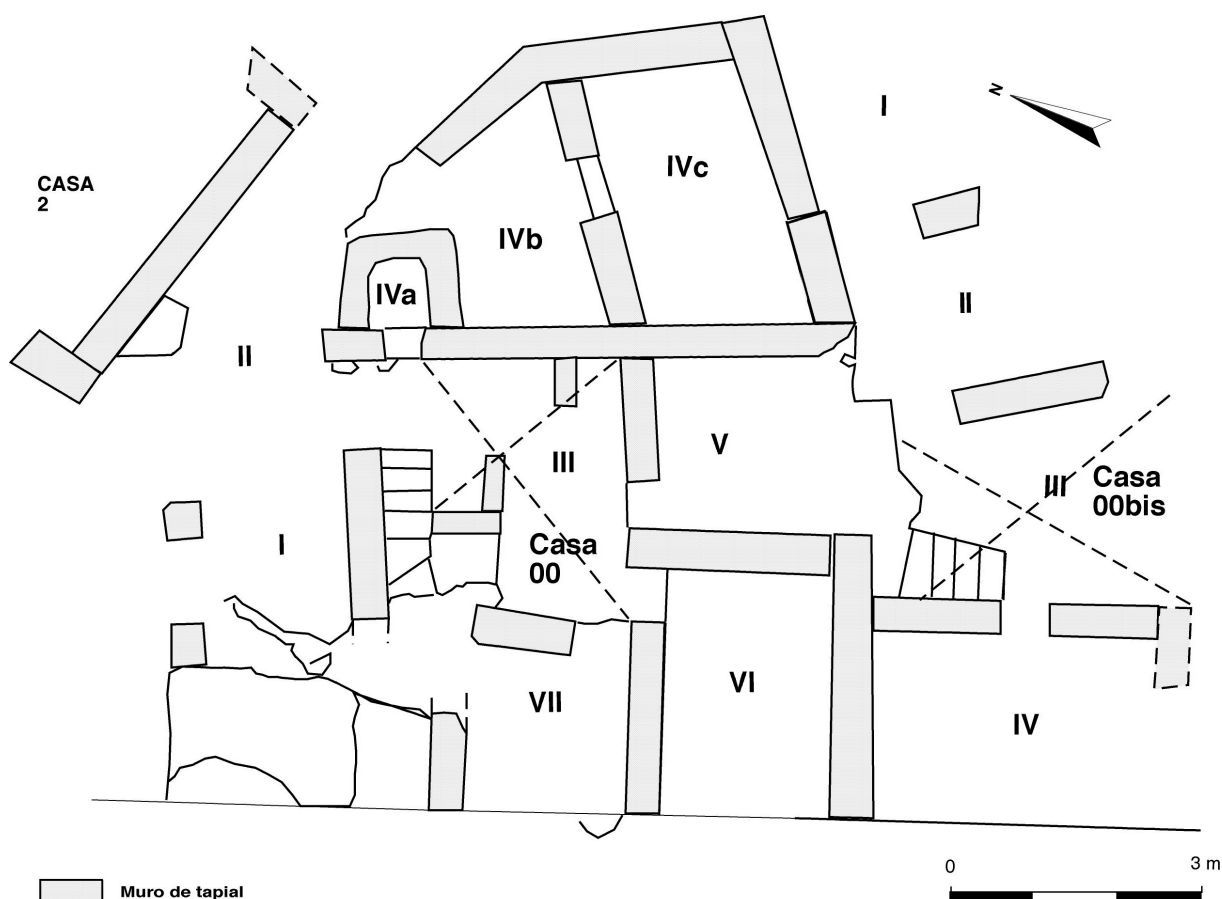 I
N
IVc
CASA
2
IVb
IVa
II
II
V
III
III
Casa
00bis
Casa
00
I
VI
VII
IV
0
3 m
Muro de tapial